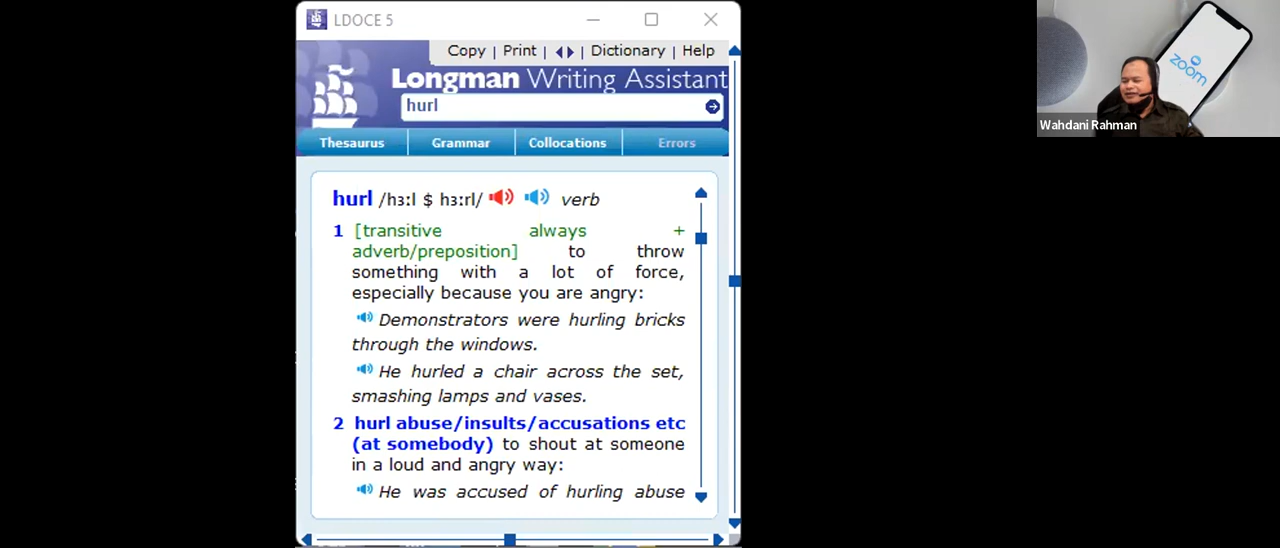 LDOCE 5
Copy | Print | | Dictionary | Help
Longman Writing Assistant
hurl
Thesaurus Grammar Collocations Errors
hurl /hɜːl $ hɜːrl/ verb
1 [transitive always +
adverb/preposition] to throw
something with a lot of force,
especially because you are angry:
Demonstrators were hurling bricks
through the windows.
He hurled a chair across the set,
smashing lamps and vases.
2 hurl abuse/insults/accusations etc
(at somebody) to shout at someone
in a loud and angry way:
He was accused of hurling abuse
zoom
Wahdani Rahman